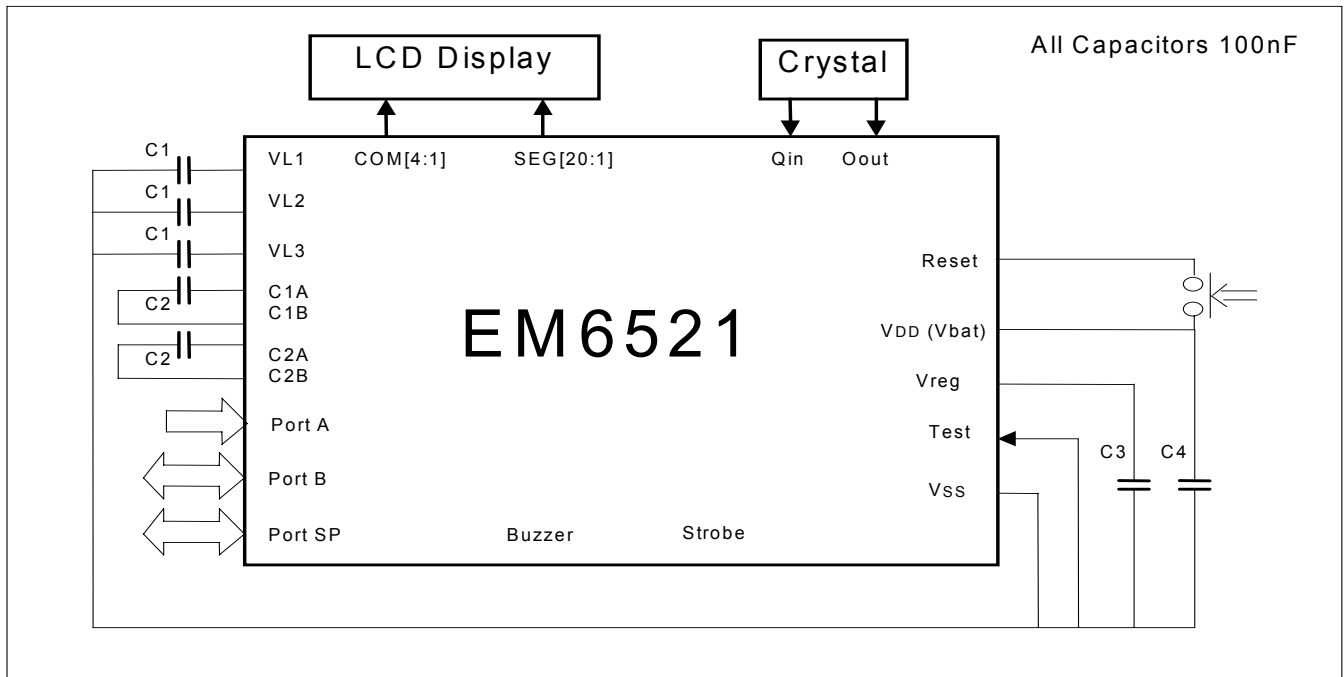 LCD Display
Crystal
All Capacitors 100nF
C1
VL1
COM[4:1]
SEG[20:1]
Qin
Oout
C1
VL2
C1
VL3
Reset
C2
C1A
C1B
EM6521
VDD (Vbat)
C2
C2A
C2B
Vreg
Port A
Test
C3
C4
Port B
VSS
Port SP
Buzzer
Strobe